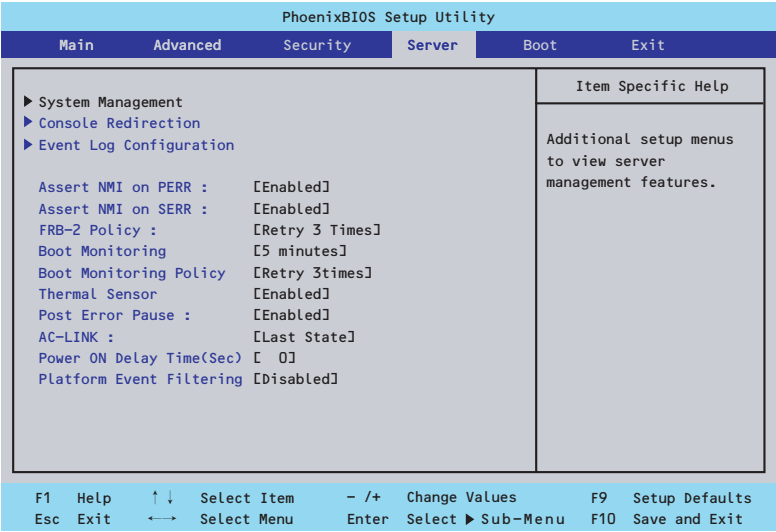 PhoenixBIOS Setup Utility
Main Advanced Security Server Boot Exit
Item Specific Help
▶ System Management
▶ Console Redirection
▶ Event Log Configuration
Additional setup menus
to view server
management features.
Assert NMI on PERR : [Enabled]
Assert NMI on SERR : [Enabled]
FRB-2 Policy : [Retry 3 Times]
Boot Monitoring [5 minutes]
Boot Monitoring Policy [Retry 3times]
Thermal Sensor [Enabled]
Post Error Pause : [Enabled]
AC-LINK : [Last State]
Power ON Delay Time(Sec) [ 0]
Platform Event Filtering [Disabled]
F1 Help ↑↓ Select Item - /+ Change Values F9 Setup Defaults
Esc Exit ←→ Select Menu Enter Select ▶ Sub-Menu F10 Save and Exit